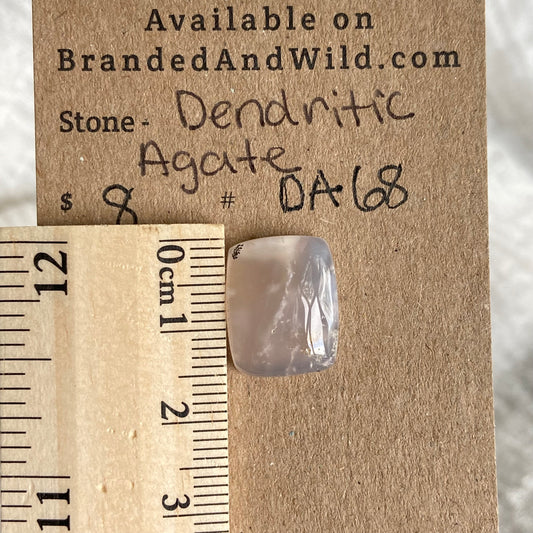 Available on
BrandedAndWild.com
Stone - Dendritic
Agate
$ 8 # DA68
12
11
0cm
1
2
3